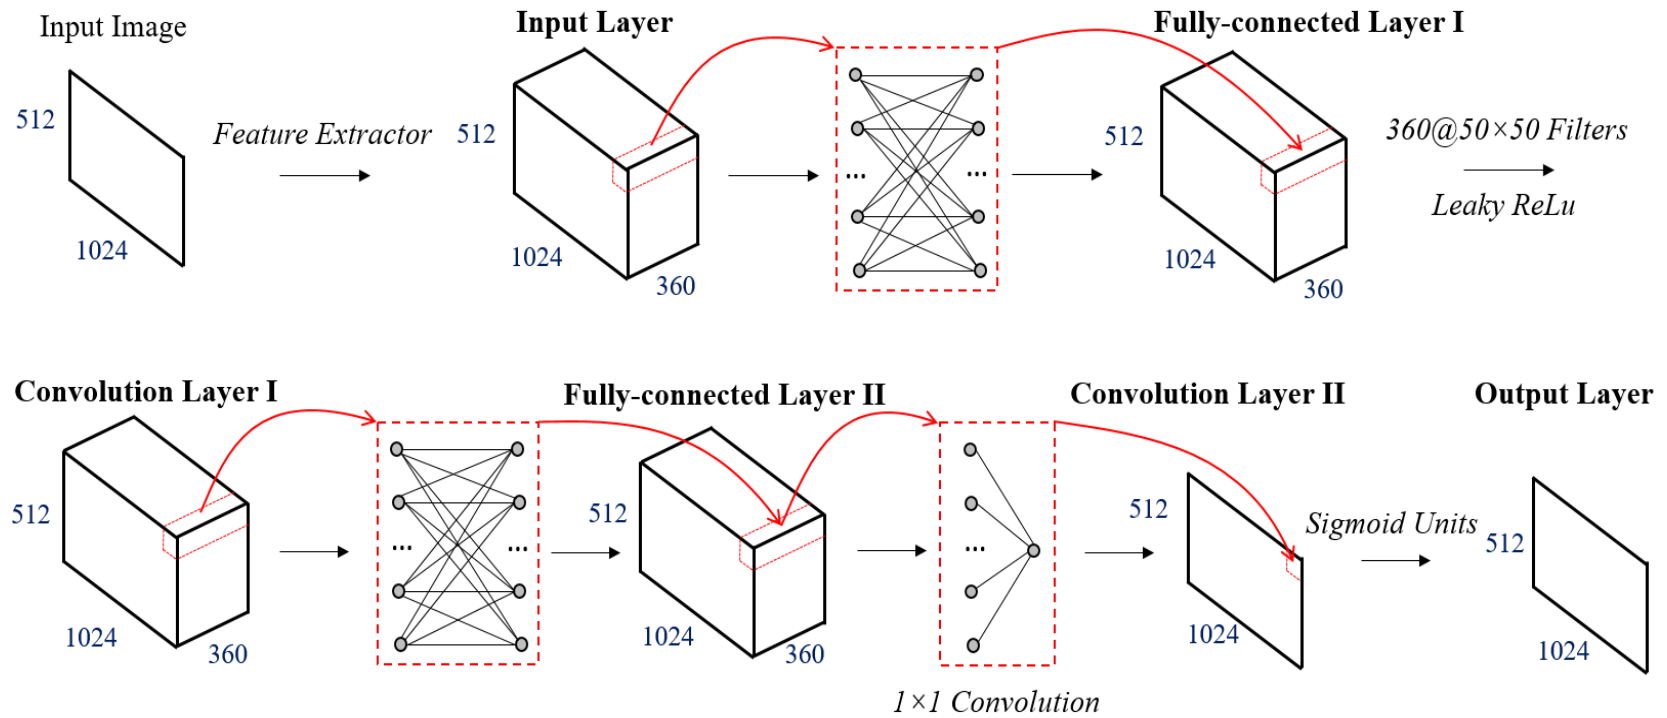 Input Image
512
1024
Feature Extractor
Input Layer
512
1024
360
...
...
Fully-connected Layer I
512
1024
360
360@50×50 Filters
Leaky ReLu
Convolution Layer I
512
1024
360
...
...
Fully-connected Layer II
512
1024
360
...
1×1 Convolution
Convolution Layer II
512
1024
Sigmoid Units
Output Layer
512
1024